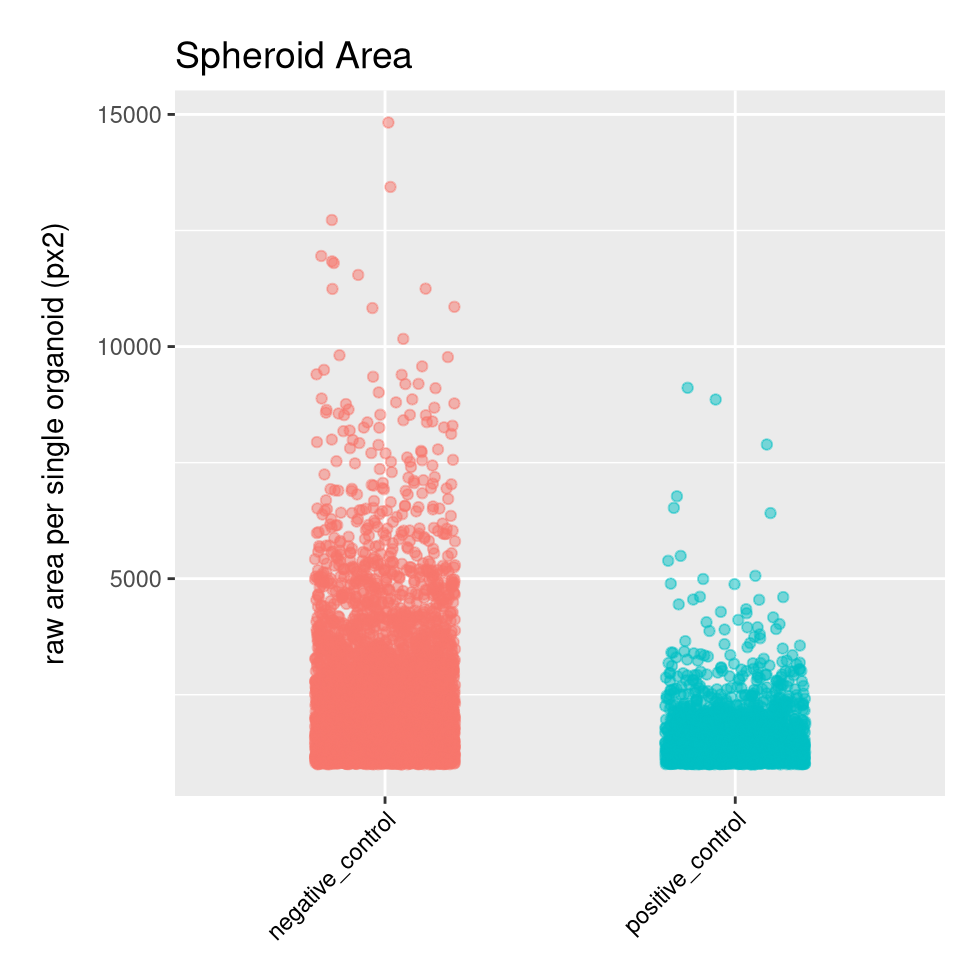 Spheroid Area
raw area per single organoid (px2)
15000
10000
5000
negative_control
positive_control